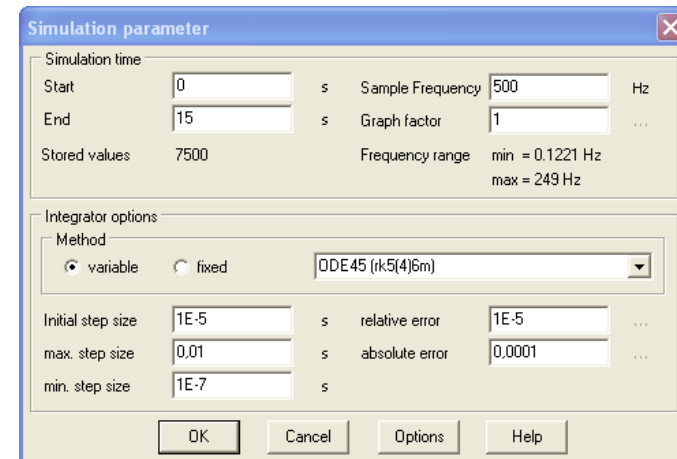 Simulation parameter
Simulation time
Start 0 s Sample Frequency 500 Hz
End 15 s Graph factor 1 ...
Stored values 7500 Frequency range min = 0.1221 Hz
max = 249 Hz
Integrator options
Method
variable fixed ODE45 (rk5(4)6m)
Initial step size 1E-5 s relative error 1E-5 ...
max. step size 0,01 s absolute error 0,0001 ...
min. step size 1E-7 s
OK Cancel Options Help